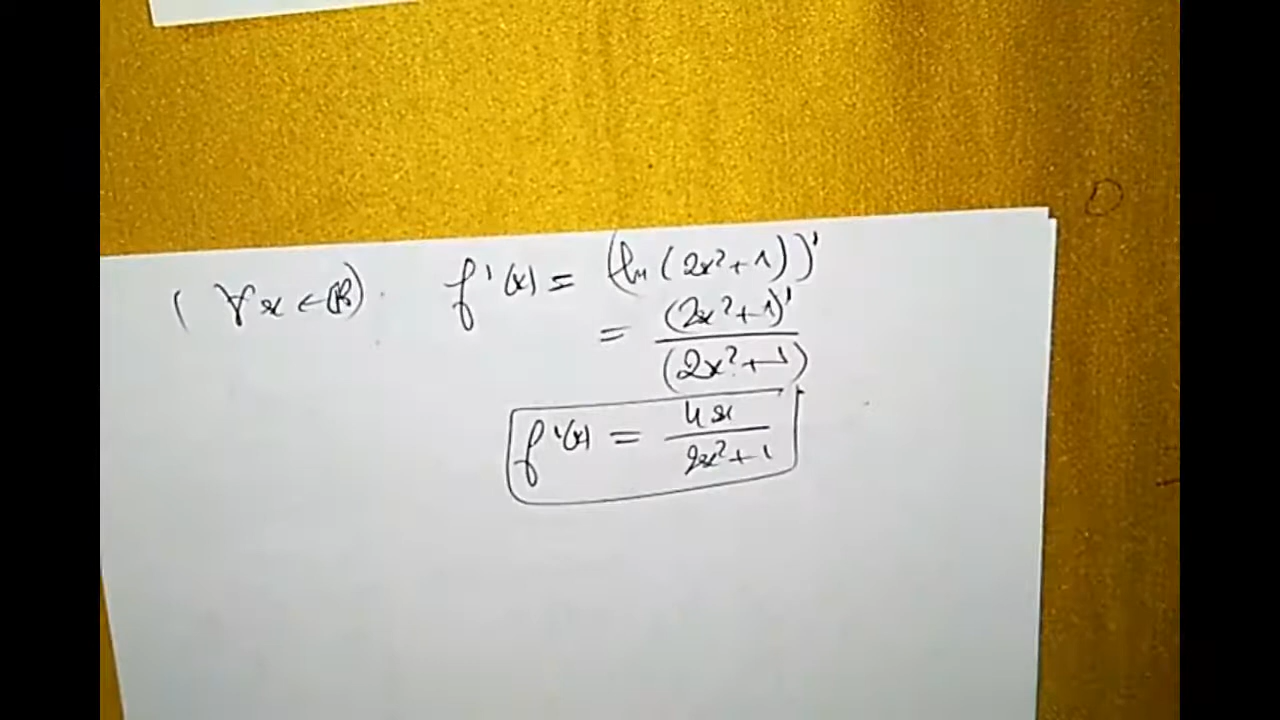 (∀x∈ℝ). f'(x) = (ln(2x²+1))'
= (2x²+1)' / (2x²+1)
f'(x) = 4x / 2x²+1